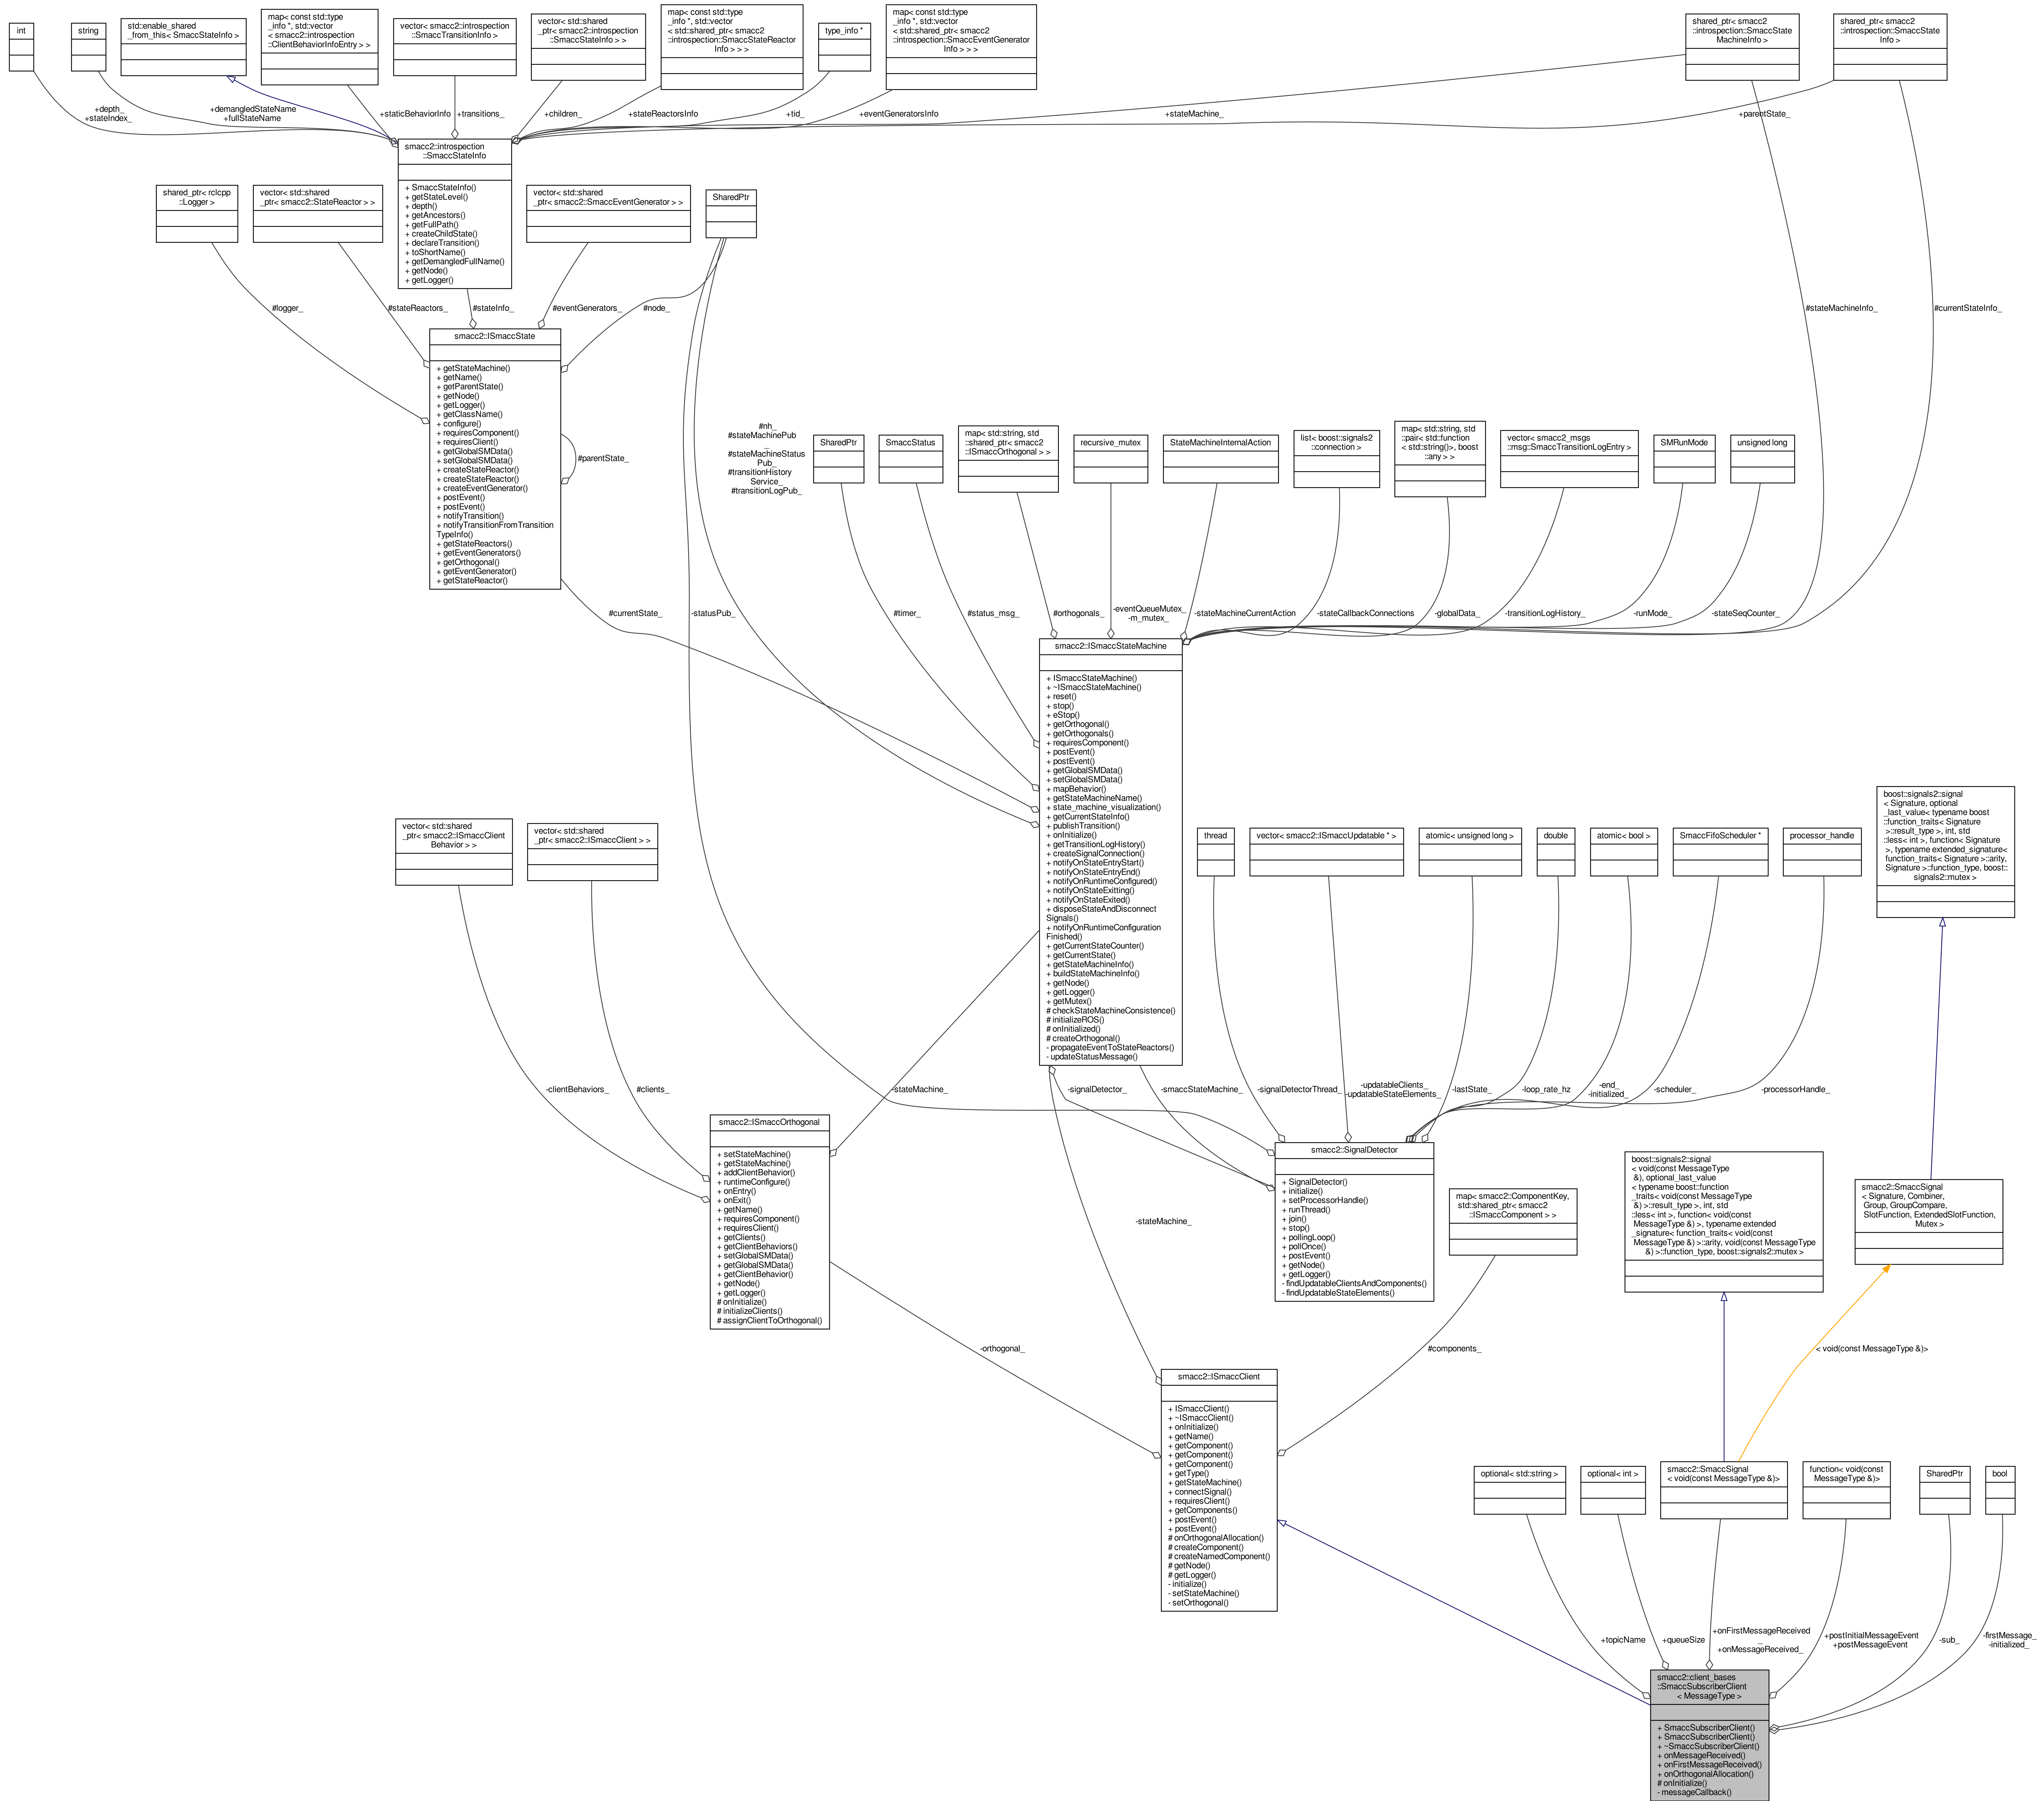 int
string
std::enable_shared
_from_this< SmaccStateInfo >
map< const std::type
_info *, std::vector
< smacc2::introspection
::ClientBehaviorInfoEntry > >
vector< smacc2::introspection
::SmaccTransitionInfo >
vector< std::shared
_ptr< smacc2::introspection
::SmaccStateInfo > >
map< const std::type
_info *, std::vector
< std::shared_ptr< smacc2
::introspection::SmaccStateReactor
Info > > >
type_info *
map< const std::type
_info *, std::vector
< std::shared_ptr< smacc2
::introspection::SmaccEventGenerator
Info > > >
shared_ptr< smacc2
::introspection::SmaccState
MachineInfo >
shared_ptr< smacc2
::introspection::SmaccState
Info >
+depth_
+stateIndex_
+demangledStateName
+fullStateName
+staticBehaviorInfo
+transitions_
+children_
+stateReactorsInfo
+tid_
+eventGeneratorsInfo
+stateMachine_
+parentState_
smacc2::introspection
::SmaccStateInfo
+ SmaccStateInfo()
+ getStateLevel()
+ depth()
+ getAncestors()
+ getFullPath()
+ createChildState()
+ declareTransition()
+ toShortName()
+ getDemangledFullName()
+ getNode()
+ getLogger()
shared_ptr< rclcpp
::Logger >
vector< std::shared
_ptr< smacc2::StateReactor > >
vector< std::shared
_ptr< smacc2::SmaccEventGenerator > >
SharedPtr
#logger_
#stateReactors_
#stateInfo_
#eventGenerators_
#node_
#stateMachineInfo_
#currentStateInfo_
smacc2::ISmaccState
+ getStateMachine()
+ getName()
+ getParentState()
+ getNode()
+ getLogger()
+ getClassName()
+ configure()
+ requiresComponent()
+ requiresClient()
+ getGlobalSMData()
+ setGlobalSMData()
+ createStateReactor()
+ createStateReactor()
+ createEventGenerator()
+ postEvent()
+ postEvent()
+ notifyTransition()
+ notifyTransitionFromTransition
TypeInfo()
+ getStateReactors()
+ getEventGenerators()
+ getOrthogonal()
+ getEventGenerator()
+ getStateReactor()
#parentState_
#nh_
#stateMachinePub
_
#stateMachineStatus
Pub_
#transitionHistory
Service_
#transitionLogPub_
SharedPtr
SmaccStatus
map< std::string, std
::shared_ptr< smacc2
::ISmaccOrthogonal > >
recursive_mutex
StateMachineInternalAction
list< boost::signals2
::connection >
map< std::string, std
::pair< std::function
< std::string()>, boost
::any > >
vector< smacc2_msgs
::msg::SmaccTransitionLogEntry >
SMRunMode
unsigned long
#currentState_
-statusPub_
#timer_
#status_msg_
#orthogonals_
-eventQueueMutex_
-m_mutex_
-stateMachineCurrentAction
-stateCallbackConnections
-globalData_
-transitionLogHistory_
-runMode_
-stateSeqCounter_
smacc2::ISmaccStateMachine
+ ISmaccStateMachine()
+ ~ISmaccStateMachine()
+ reset()
+ stop()
+ eStop()
+ getOrthogonal()
+ getOrthogonals()
+ requiresComponent()
+ postEvent()
+ postEvent()
+ getGlobalSMData()
+ setGlobalSMData()
+ mapBehavior()
+ getStateMachineName()
+ state_machine_visualization()
+ getCurrentStateInfo()
+ publishTransition()
+ onInitialize()
+ getTransitionLogHistory()
+ createSignalConnection()
+ notifyOnStateEntryStart()
+ notifyOnStateEntryEnd()
+ notifyOnRuntimeConfigured()
+ notifyOnStateExitting()
+ notifyOnStateExited()
+ disposeStateAndDisconnect
Signals()
+ notifyOnRuntimeConfiguration
Finished()
+ getCurrentStateCounter()
+ getCurrentState()
+ getStateMachineInfo()
+ buildStateMachineInfo()
+ getNode()
+ getLogger()
+ getMutex()
# checkStateMachineConsistence()
# initializeROS()
# onInitialized()
# createOrthogonal()
- propagateEventToStateReactors()
- updateStatusMessage()
vector< std::shared
_ptr< smacc2::ISmaccClient
Behavior > >
vector< std::shared
_ptr< smacc2::ISmaccClient > >
thread
vector< smacc2::ISmaccUpdatable * >
atomic< unsigned long >
double
atomic< bool >
SmaccFifoScheduler *
processor_handle
boost::signals2::signal
< Signature, optional
_last_value< typename boost
::function_traits< Signature
>::result_type >, int, std
::less< int >, function< Signature
>, typename extended_signature<
function_traits< Signature >::arity,
Signature >::function_type, boost::
signals2::mutex >
-clientBehaviors_
#clients_
-stateMachine_
-signalDetector_
-smaccStateMachine_
-signalDetectorThread_
-updatableClients_
-updatableStateElements_
-lastState_
-loop_rate_hz
-end_
-initialized_
-scheduler_
-processorHandle_
smacc2::ISmaccOrthogonal
+ setStateMachine()
+ getStateMachine()
+ addClientBehavior()
+ runtimeConfigure()
+ onEntry()
+ onExit()
+ getName()
+ requiresComponent()
+ requiresClient()
+ getClients()
+ getClientBehaviors()
+ setGlobalSMData()
+ getGlobalSMData()
+ getClientBehavior()
+ getNode()
+ getLogger()
# onInitialize()
# initializeClients()
# assignClientToOrthogonal()
smacc2::SignalDetector
+ SignalDetector()
+ initialize()
+ setProcessorHandle()
+ runThread()
+ join()
+ stop()
+ pollingLoop()
+ pollOnce()
+ postEvent()
+ getNode()
+ getLogger()
- findUpdatableClientsAndComponents()
- findUpdatableStateElements()
map< smacc2::ComponentKey,
std::shared_ptr< smacc2
::ISmaccComponent > >
boost::signals2::signal
< void(const MessageType
&), optional_last_value
< typename boost::function
_traits< void(const MessageType
&) >::result_type >, int, std
::less< int >, function< void(const
MessageType &) >, typename extended
_signature< function_traits< void(const
MessageType &) >::arity, void(const MessageType
&) >::function_type, boost::signals2::mutex >
smacc2::SmaccSignal
< Signature, Combiner,
Group, GroupCompare,
SlotFunction, ExtendedSlotFunction,
Mutex >
-stateMachine_
-orthogonal_
#components_
< void(const MessageType &)>
smacc2::ISmaccClient
+ ISmaccClient()
+ ~ISmaccClient()
+ onInitialize()
+ getName()
+ getComponent()
+ getComponent()
+ getComponent()
+ getType()
+ getStateMachine()
+ connectSignal()
+ requiresClient()
+ getComponents()
+ postEvent()
+ postEvent()
# onOrthogonalAllocation()
# createComponent()
# createNamedComponent()
# getNode()
# getLogger()
- initialize()
- setStateMachine()
- setOrthogonal()
optional< std::string >
optional< int >
smacc2::SmaccSignal
< void(const MessageType &)>
function< void(const
MessageType &)>
SharedPtr
bool
+topicName
+queueSize
+onFirstMessageReceived
_
+onMessageReceived_
+postInitialMessageEvent
+postMessageEvent
-sub_
-firstMessage_
-initialized_
smacc2::client_bases
::SmaccSubscriberClient
< MessageType >
+ SmaccSubscriberClient()
+ SmaccSubscriberClient()
+ ~SmaccSubscriberClient()
+ onMessageReceived()
+ onFirstMessageReceived()
+ onOrthogonalAllocation()
# onInitialize()
- messageCallback()